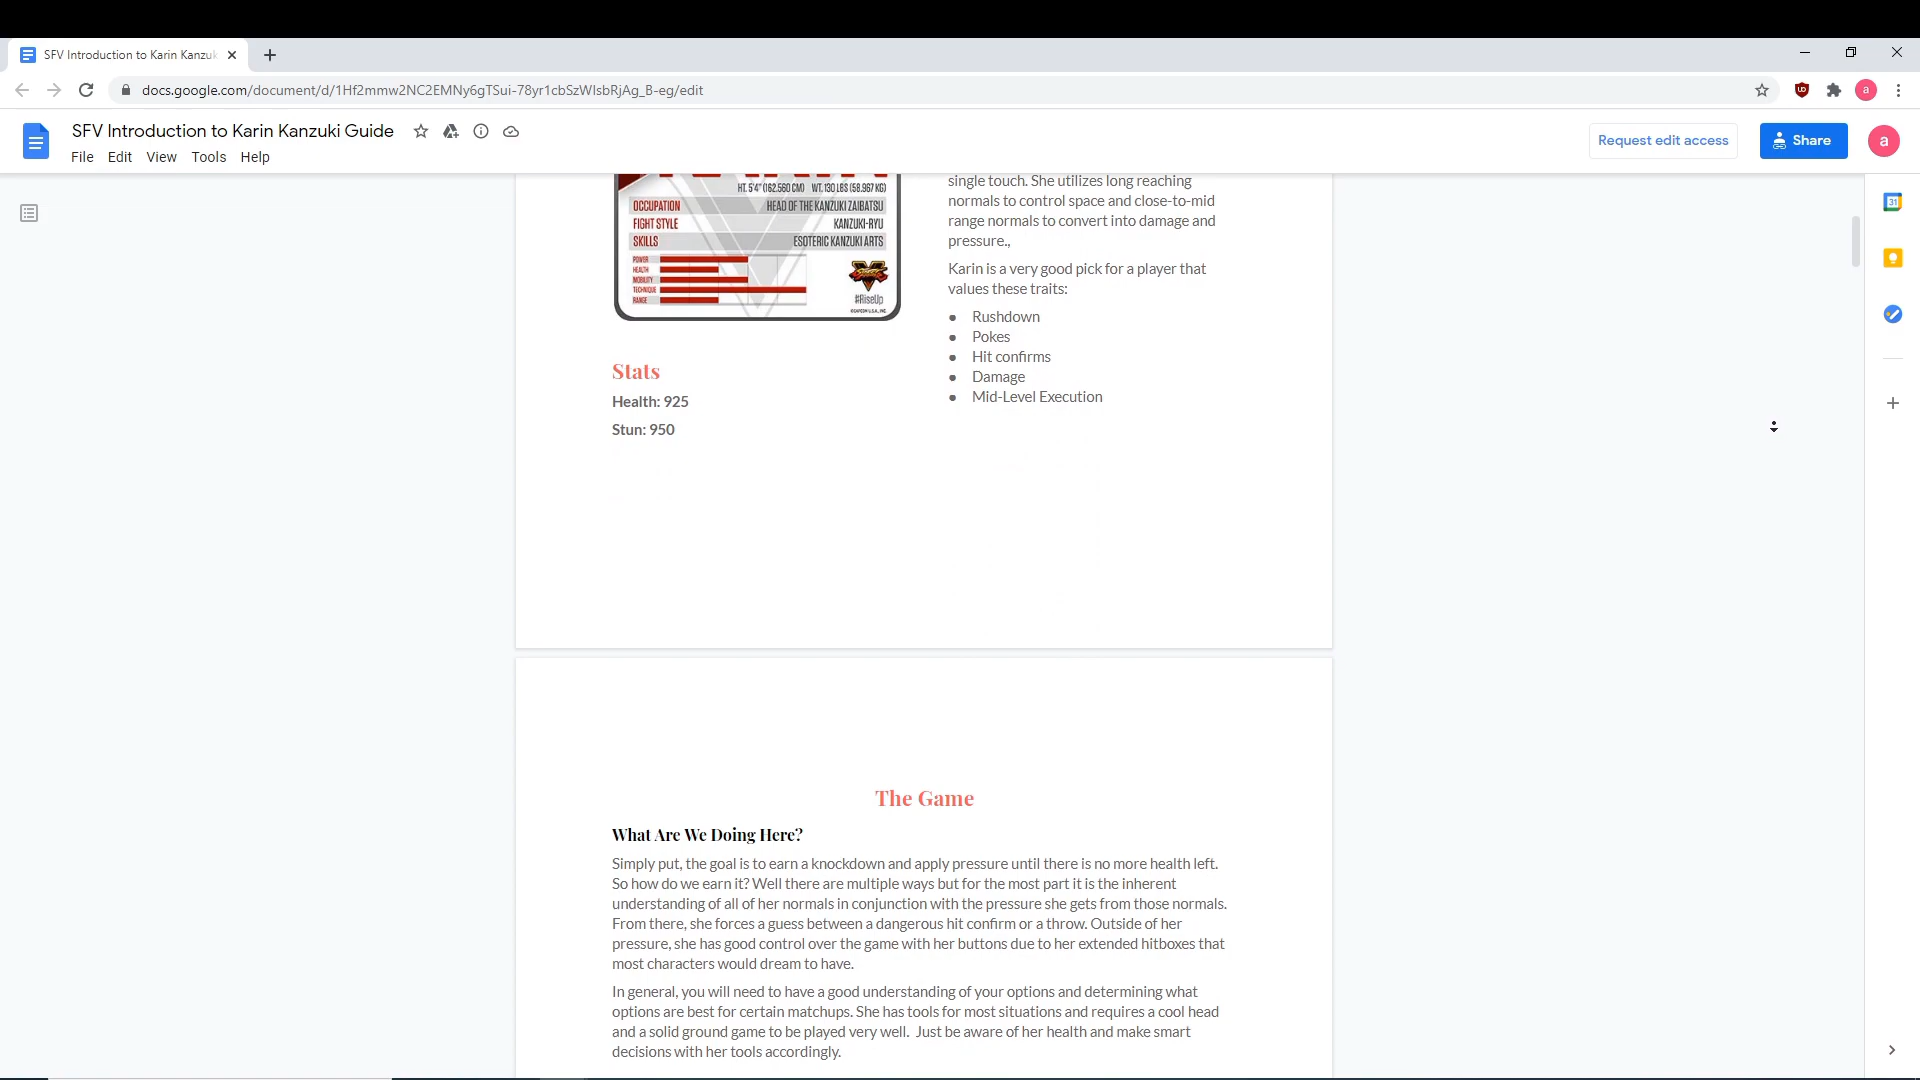 SFV Introduction to Karin Kanzuk
docs.google.com/document/d/1Hf2mmw2NC2EMNy6gTSui-78yr1cbSzWIsbRjAg_B-eg/edit
a
SFV Introduction to Karin Kanzuki Guide
File Edit View Tools Help
Request edit access
Share
a
31
HT. 5'4" (162.560 CM) WT. 130 LBS (58.967 KG)
OCCUPATION HEAD OF THE KANZUKI ZAIBATSU
FIGHT STYLE KANZUKI-RYU
SKILLS ESOTERIC KANZUKI ARTS
POWER
HEALTH
MOBILITY
TECHNIQUE
RANGE
#RiseUp
©CAPCOM U.S.A., INC.
Stats
Health: 925
Stun: 950
single touch. She utilizes long reaching
normals to control space and close-to-mid
range normals to convert into damage and
pressure.,
Karin is a very good pick for a player that
values these traits:
● Rushdown
● Pokes
● Hit confirms
● Damage
● Mid-Level Execution
The Game
What Are We Doing Here?
Simply put, the goal is to earn a knockdown and apply pressure until there is no more health left.
So how do we earn it? Well there are multiple ways but for the most part it is the inherent
understanding of all of her normals in conjunction with the pressure she gets from those normals.
From there, she forces a guess between a dangerous hit confirm or a throw. Outside of her
pressure, she has good control over the game with her buttons due to her extended hitboxes that
most characters would dream to have.
In general, you will need to have a good understanding of your options and determining what
options are best for certain matchups. She has tools for most situations and requires a cool head
and a solid ground game to be played very well.  Just be aware of her health and make smart
decisions with her tools accordingly.